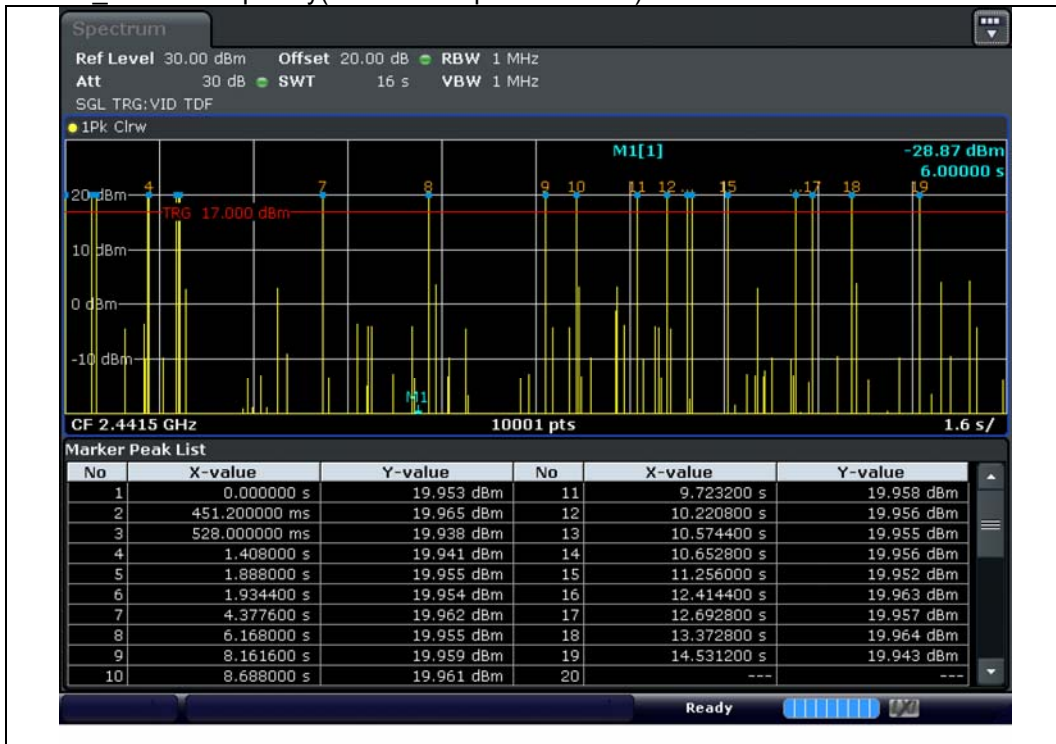 Spectrum
Ref Level 30.00 dBm Offset 20.00 dB RBW 1 MHz
Att 30 dB SWT 16 s VBW 1 MHz
SGL TRG:VID TDF
1Pk Clrw
M1[1] -28.87 dBm
6.00000 s
4 7 8 9 10 11 12... 15 ...17 18 19
20 dBm
TRG 17.000 dBm
10 dBm
0 dBm
-10 dBm
M1
CF 2.4415 GHz 10001 pts 1.6 s/
Marker Peak List
No X-value Y-value No X-value Y-value
1 0.000000 s 19.953 dBm 11 9.723200 s 19.958 dBm
2 451.200000 ms 19.965 dBm 12 10.220800 s 19.956 dBm
3 528.000000 ms 19.938 dBm 13 10.574400 s 19.955 dBm
4 1.408000 s 19.941 dBm 14 10.652800 s 19.956 dBm
5 1.888000 s 19.955 dBm 15 11.256000 s 19.952 dBm
6 1.934400 s 19.954 dBm 16 12.414400 s 19.963 dBm
7 4.377600 s 19.962 dBm 17 12.692800 s 19.957 dBm
8 6.168000 s 19.955 dBm 18 13.372800 s 19.964 dBm
9 8.161600 s 19.959 dBm 19 14.531200 s 19.943 dBm
10 8.688000 s 19.961 dBm 20 --- ---
Ready